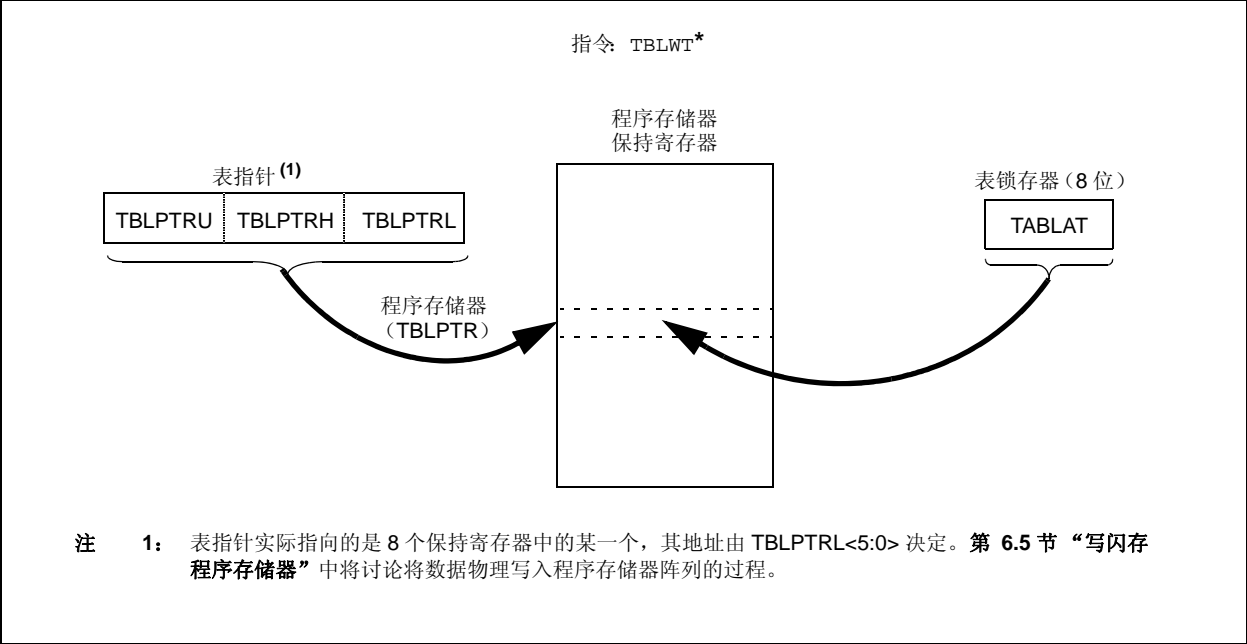 指令: TBLWT*
程序存储器
保持寄存器
表指针(1)
表锁存器（8 位）
TBLPTRU TBLPTRH TBLPTRL
TABLAT
程序存储器
（TBLPTR）
注 1： 表指针实际指向的是 8 个保持寄存器中的某一个，其地址由 TBLPTRL<5:0> 决定。第 6.5 节 “写闪存
程序存储器”中将讨论将数据物理写入程序存储器阵列的过程。